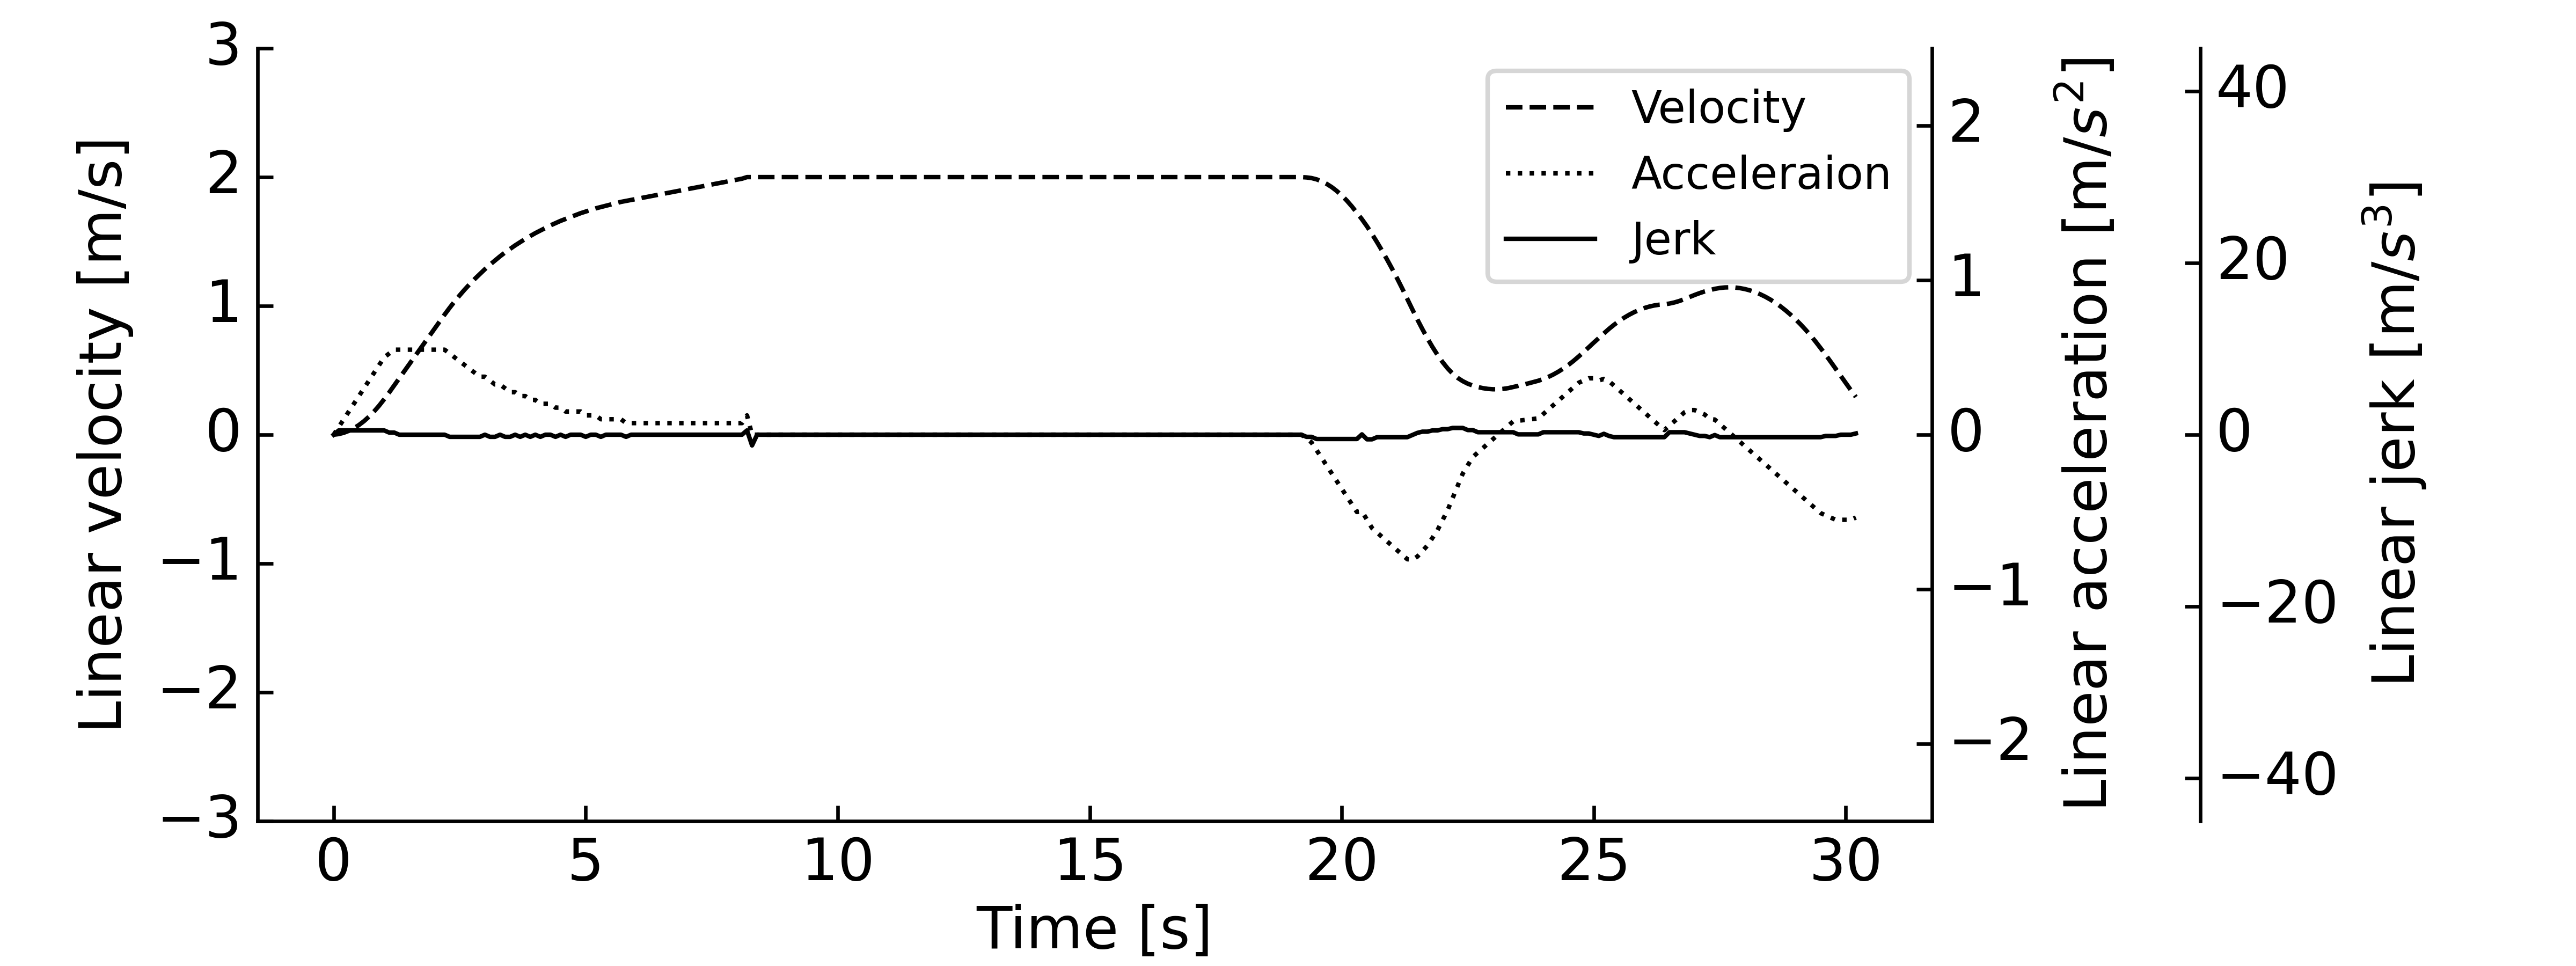 Linear velocity [m/s]
3
2
1
0
−1
−2
−3
0 5 10 15 20 25 30
Time [s]
Velocity
Acceleraion
Jerk
2
1
0
−1
−2
Linear acceleration [m/s²]
40
20
0
−20
−40
Linear jerk [m/s³]